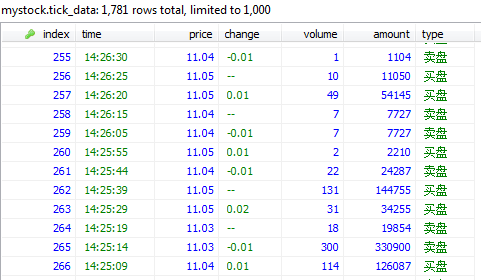 mystock.tick_data: 1,781 rows total, limited to 1,000
index time price change volume amount type
255 14:26:30 11.04 -0.01 1 1104 卖盘
256 14:26:25 11.05 -- 10 11050 买盘
257 14:26:20 11.05 0.01 49 54145 买盘
258 14:26:15 11.04 -- 7 7727 卖盘
259 14:26:05 11.04 -0.01 7 7727 卖盘
260 14:25:55 11.05 0.01 2 2210 买盘
261 14:25:44 11.04 -0.01 22 24287 卖盘
262 14:25:39 11.05 -- 131 144755 买盘
263 14:25:29 11.05 0.02 31 34255 买盘
264 14:25:19 11.03 -- 18 19854 卖盘
265 14:25:14 11.03 -0.01 300 330900 卖盘
266 14:25:09 11.04 0.01 114 126087 买盘